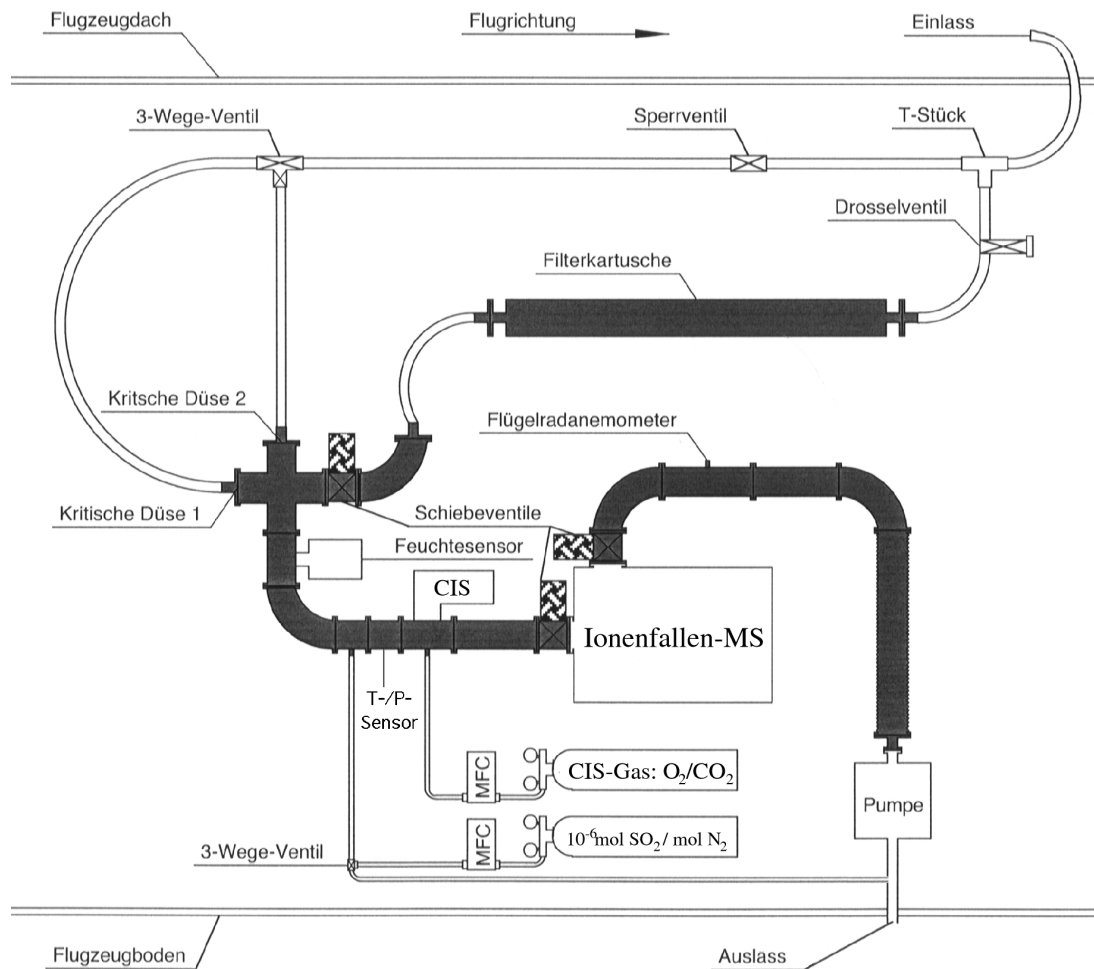 Flugzeugdach
Flugrichtung
Einlass
3-Wege-Ventil
Sperrventil
T-Stück
Drosselventil
Filterkartusche
Kritsche Düse 2
Flügelradanemometer
Kritische Düse 1
Schiebeventile
Feuchtesensor
CIS
Ionenfallen-MS
T-/P-
Sensor
MFC
CIS-Gas: O₂/CO₂
Pumpe
MFC
10⁻⁶mol SO₂ / mol N₂
3-Wege-Ventil
Flugzeugboden
Auslass